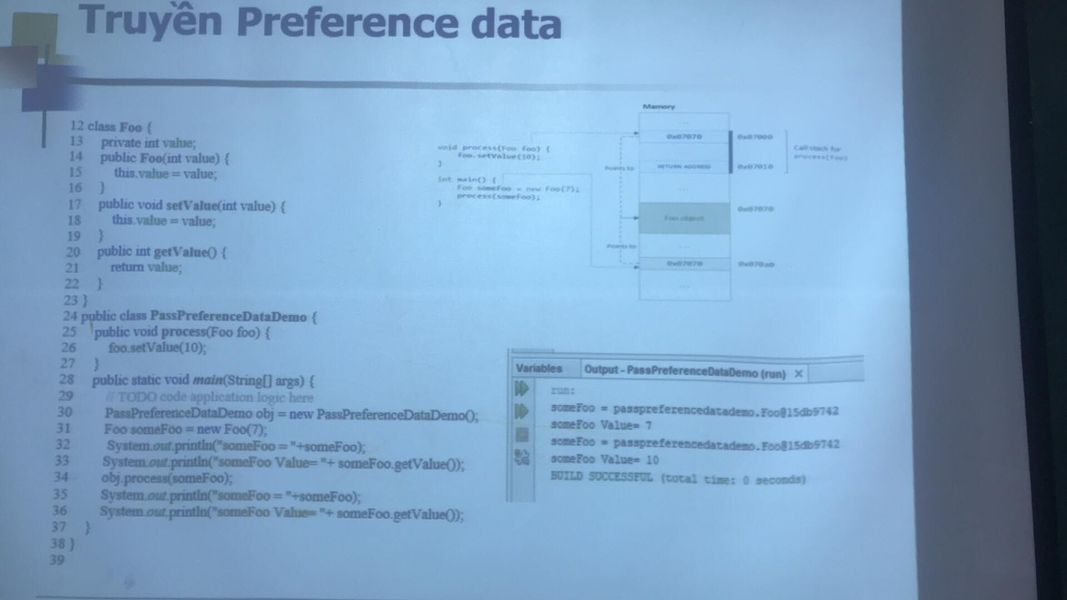 Truyền Preference data
12 class Foo {
13 private int value;
14 public Foo(int value) {
15 this.value = value;
16 }
17 public void setValue(int value) {
18 this.value = value;
19 }
20 public int getValue() {
21 return value;
22 }
23 }
24 public class PassPreferenceDataDemo {
25 public void process(Foo foo) {
26 foo.setValue(10);
27 }
28 public static void main(String[] args) {
29 // TODO code application logic here
30 PassPreferenceDataDemo obj = new PassPreferenceDataDemo();
31 Foo someFoo = new Foo(7);
32 System.out.println("someFoo = "+someFoo);
33 System.out.println("someFoo Value= "+ someFoo.getValue());
34 obj.process(someFoo);
35 System.out.println("someFoo = "+someFoo);
36 System.out.println("someFoo Value= "+ someFoo.getValue());
37 }
38 }
39
void process(Foo foo) {
foo.setValue(10);
}
int main() {
Foo someFoo = new Foo(7);
process(someFoo);
}
Memory
...
0x07070 0x07000
Points to RETURN ADDRESS 0x07010
Call stack for
process(Foo)
...
Foo object 0x07070
Points to ...
0x07070 0x070a0
...
Variables Output - PassPreferenceDataDemo (run) X
run:
someFoo = passpreferencedatademo.Foo@15db9742
someFoo Value= 7
someFoo = passpreferencedatademo.Foo@15db9742
someFoo Value= 10
BUILD SUCCESSFUL (total time: 0 seconds)